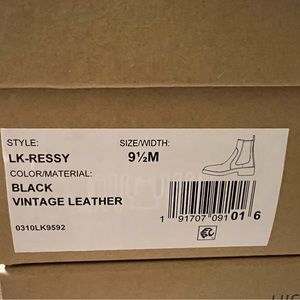 STYLE: SIZE/WIDTH:
LK-RESSY 9½M
COLOR/MATERIAL:
BLACK
VINTAGE LEATHER
0310LK9592
1 91707 091 01 6